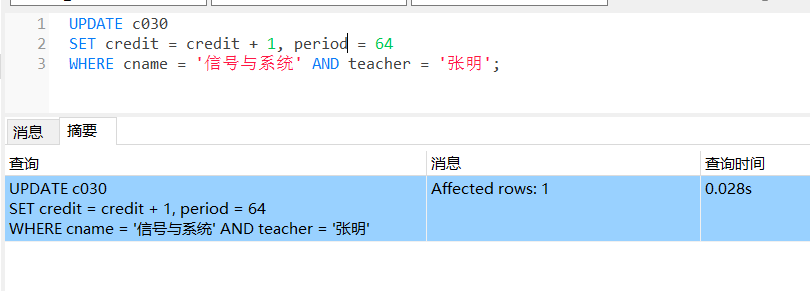 1 UPDATE c030
2 SET credit = credit + 1, period = 64
3 WHERE cname = '信号与系统' AND teacher = '张明';
消息 摘要
查询 消息 查询时间
UPDATE c030 Affected rows: 1 0.028s
SET credit = credit + 1, period = 64
WHERE cname = '信号与系统' AND teacher = '张明'